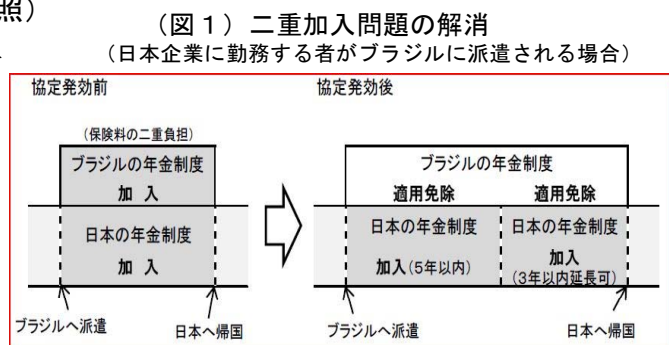 照）
（図１）二重加入問題の解消
（日本企業に勤務する者がブラジルに派遣される場合）
協定発効前
（保険料の二重負担）
ブラジルの年金制度
加　入
日本の年金制度
加　入
ブラジルへ派遣
日本へ帰国
協定発効後
ブラジルの年金制度
適用免除
適用免除
日本の年金制度
加入（5年以内）
日本の年金制度
加入
（3年以内延長可）
ブラジルへ派遣
日本へ帰国